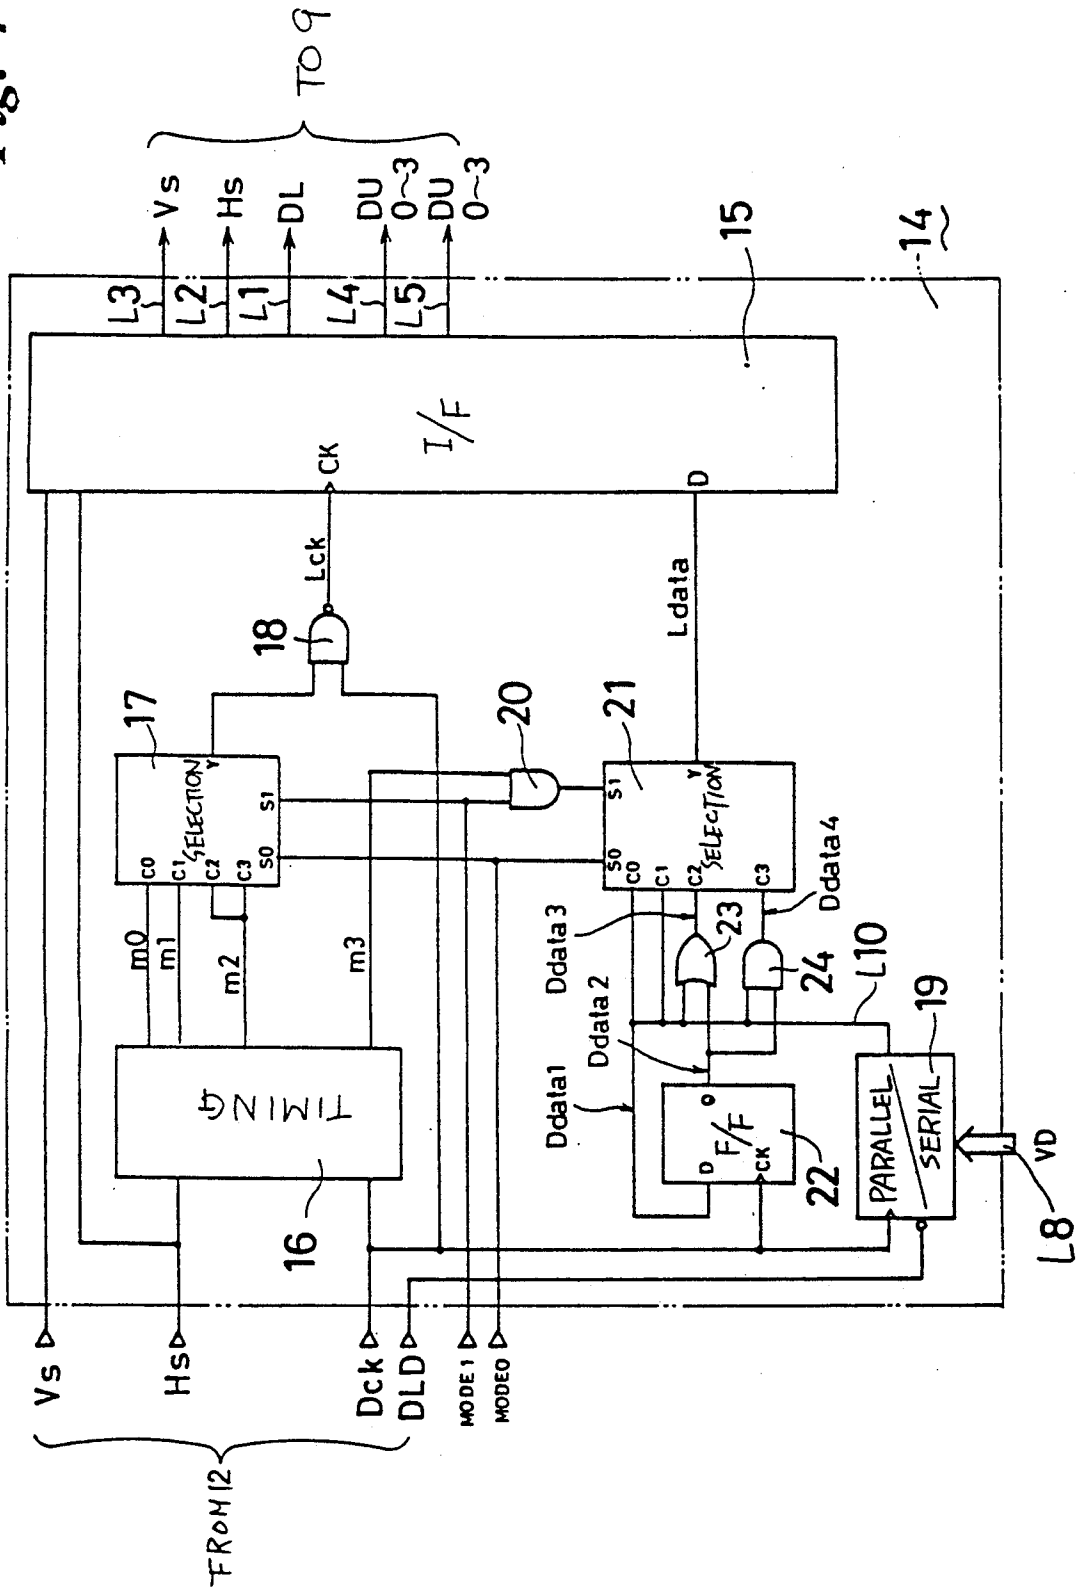 Fig. 7
TO 9
Vs
Hs
DL
DU
0~3
DU
0~3
L3
L2
L1
L4
L5
14
15
I/F
CK
D
Lck
Ldata
18
17
SELECTION
C0
C1
C2
C3
Y
S0
S1
20
21
SELECTION
S0
S1
C0
C1
C2
C3
Y
m0
m1
m2
m3
TIMING
16
Ddata1
Ddata2
Ddata3
Ddata4
23
24
L10
F/F
D
Q
CK
22
PARALLEL
SERIAL
19
VD
L8
Vs
Hs
Dck
DLD
MODE1
MODE0
FROM 12